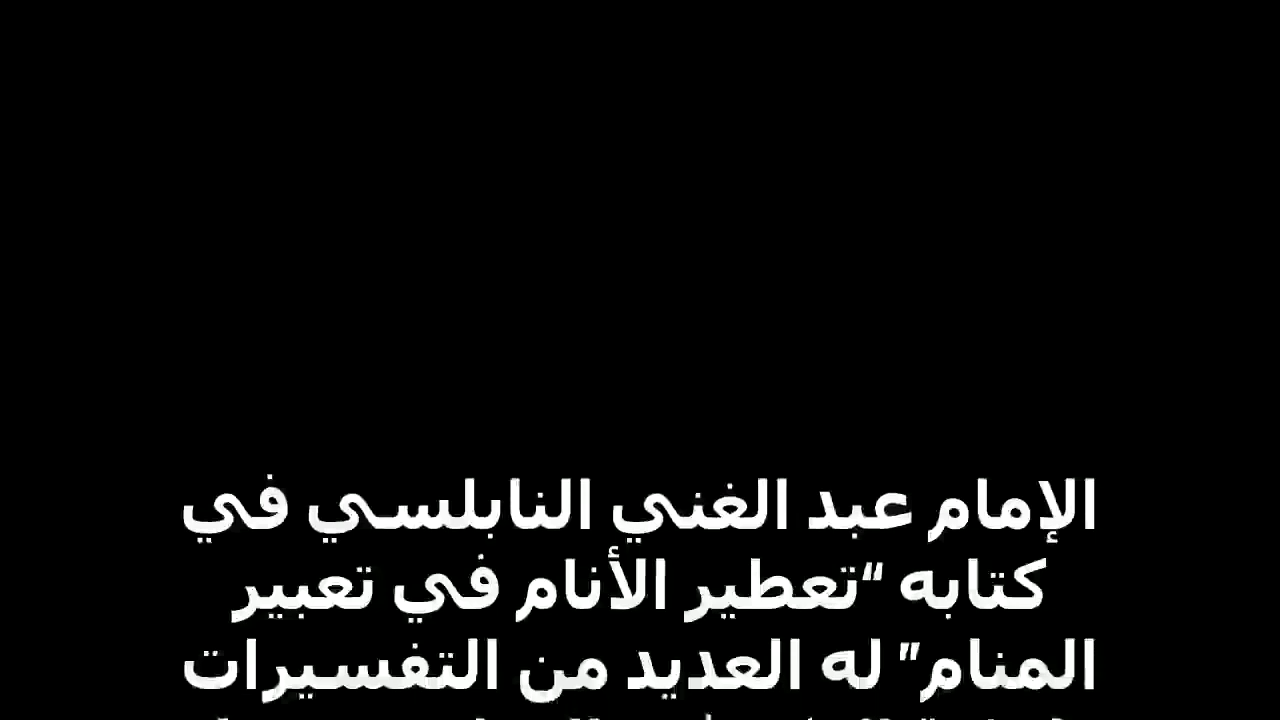 الإمام عبد الغني النابلسي في
كتابه “تعطير الأنام في تعبير
المنام” له العديد من التفسيرات